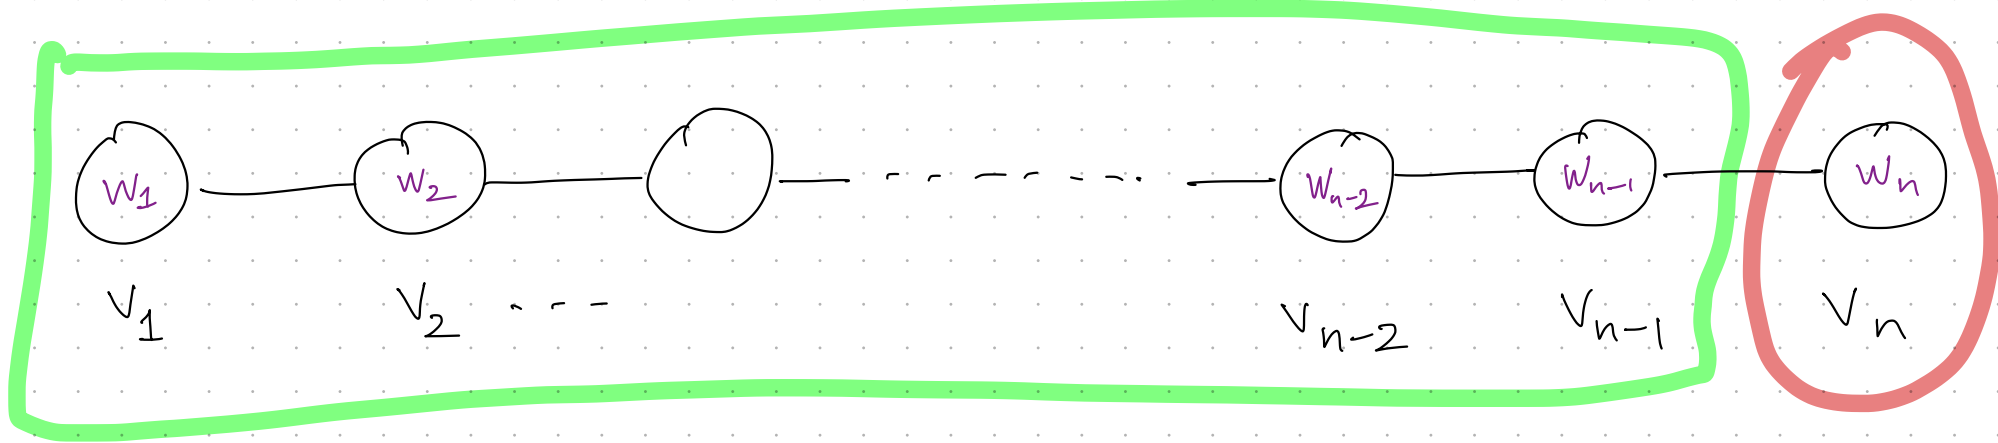 W₁ W₂ Wₙ₋₂ Wₙ₋₁ Wₙ
V₁ V₂ - - - Vₙ₋₂ Vₙ₋₁ Vₙ